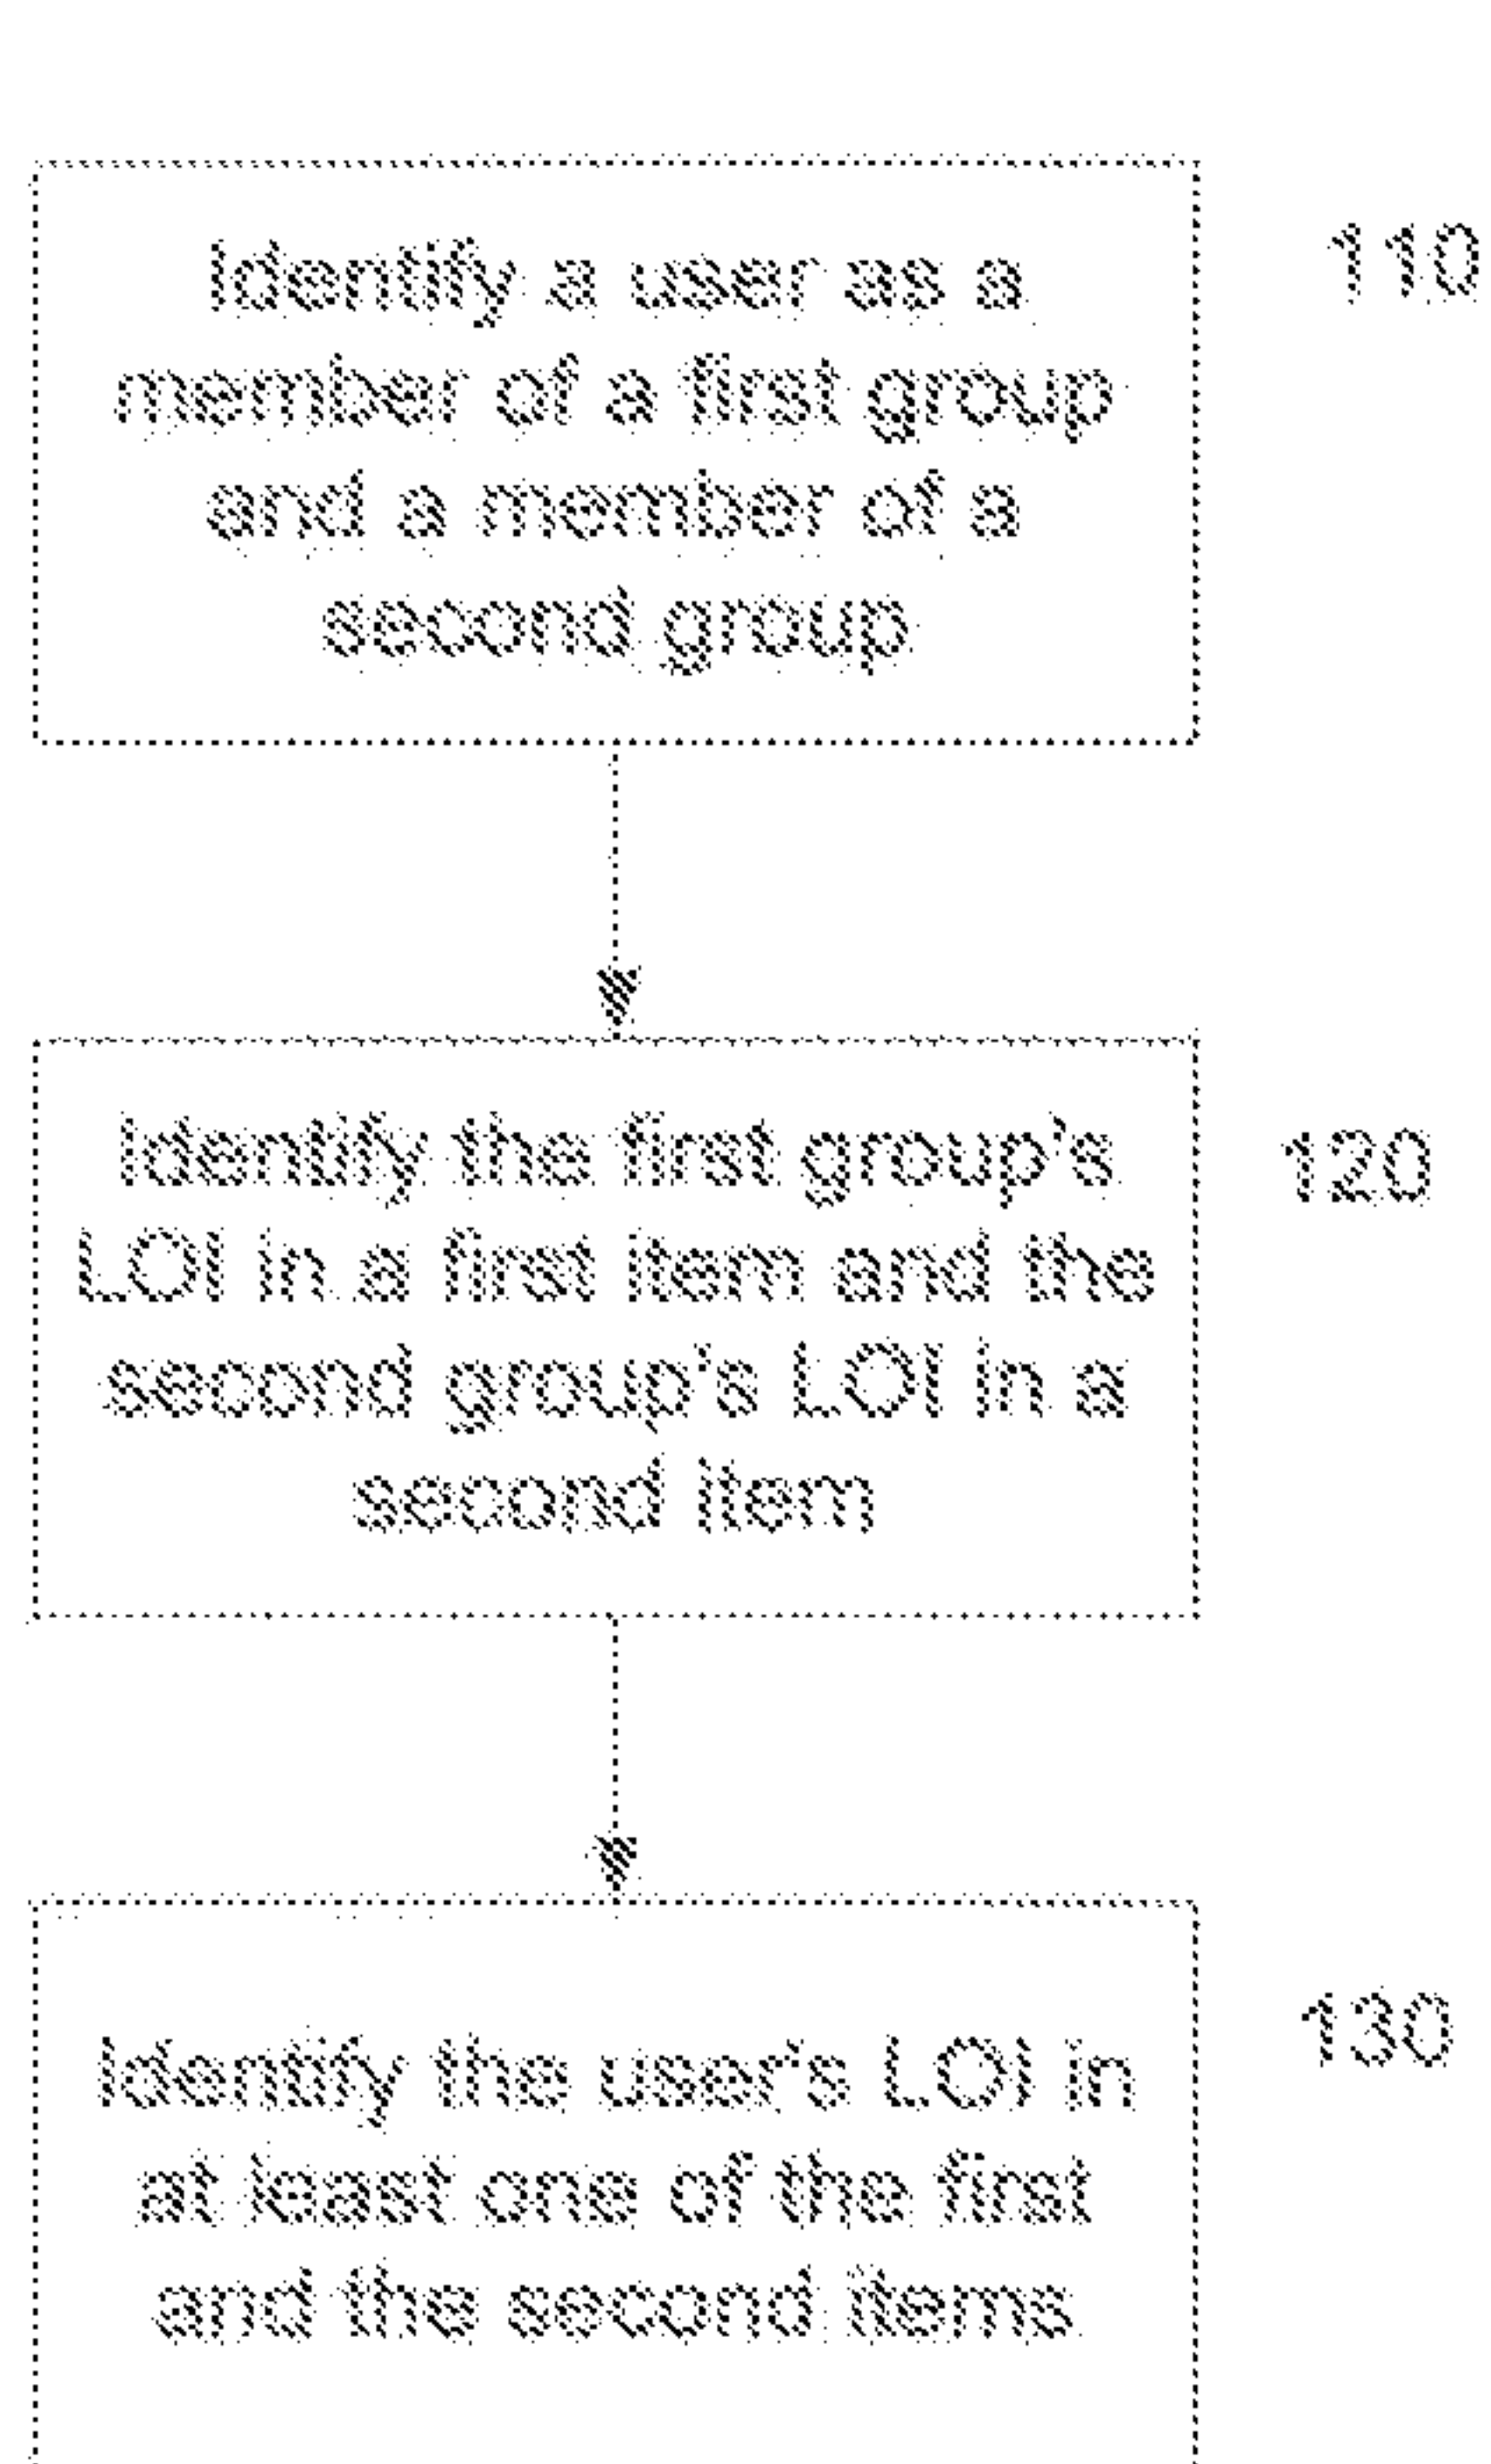 Identify a user as a
110
member of a first group
and a member of a
second group
Identify the first group's
120
LOI in a first item and the
second group's LOI in a
second item
Identify the user's LOI in
130
at least one of the first
and the second items